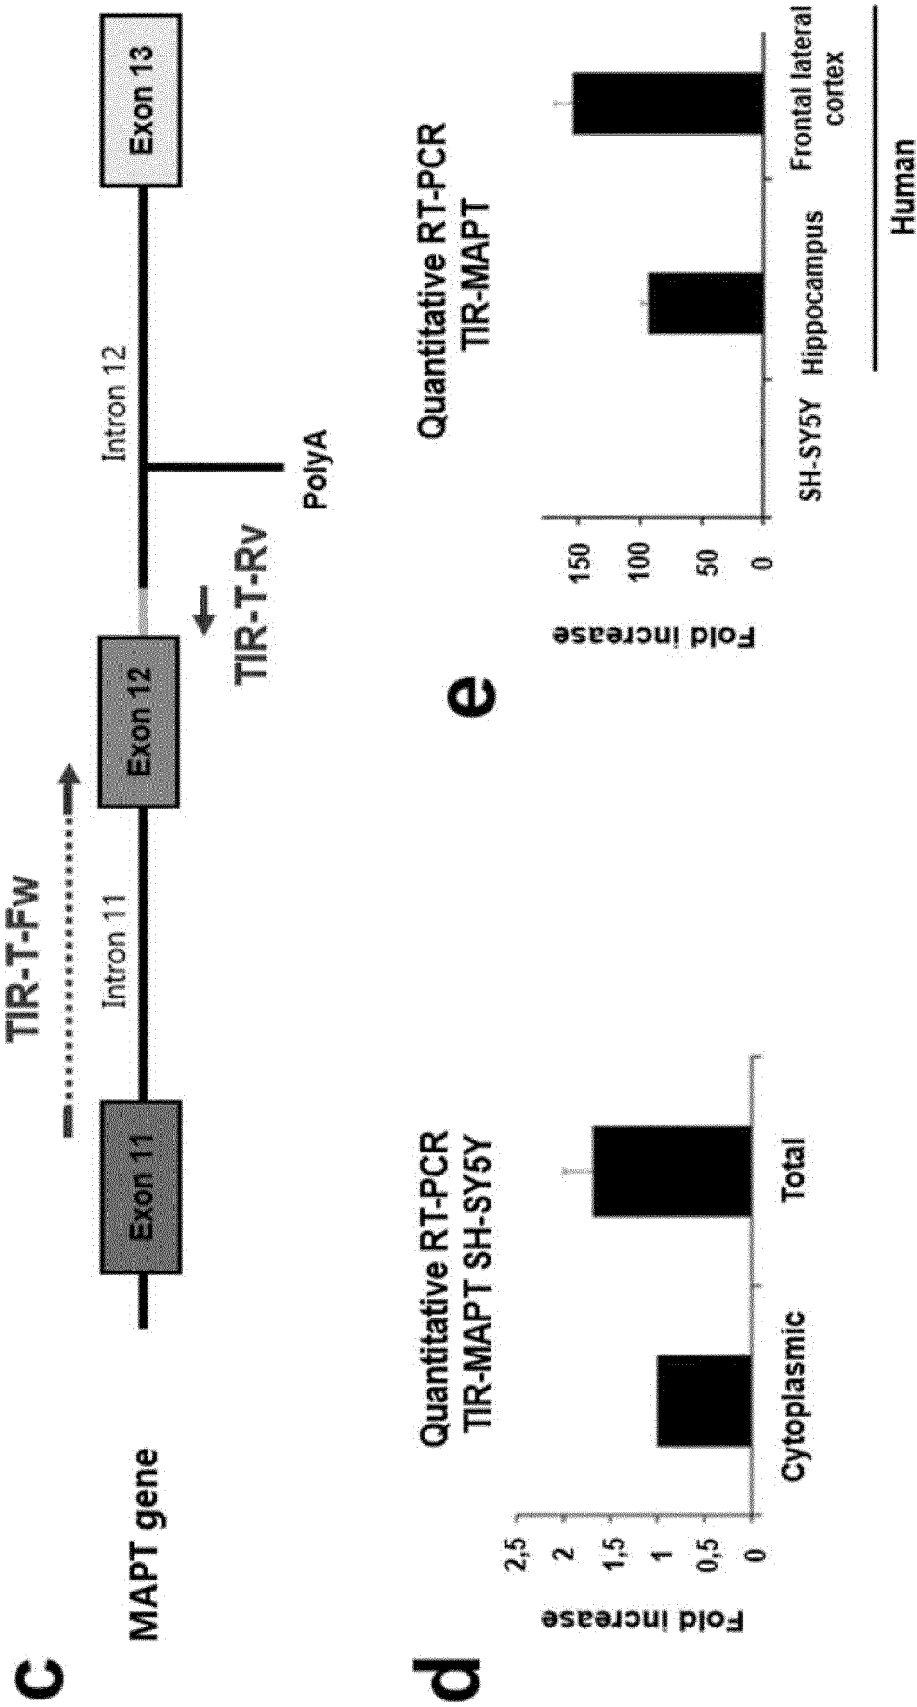 c
TIR-T-Fw
MAPT gene
Exon 11
Intron 11
Exon 12
Intron 12
Exon 13
TIR-T-Rv
PolyA
d
Quantitative RT-PCR
TIR-MAPT SH-SY5Y
Fold increase
2,5
2
1,5
1
0,5
0
Cytoplasmic
Total
e
Quantitative RT-PCR
TIR-MAPT
Fold increase
150
100
50
0
SH-SY5Y
Hippocampus
Frontal lateral
cortex
Human